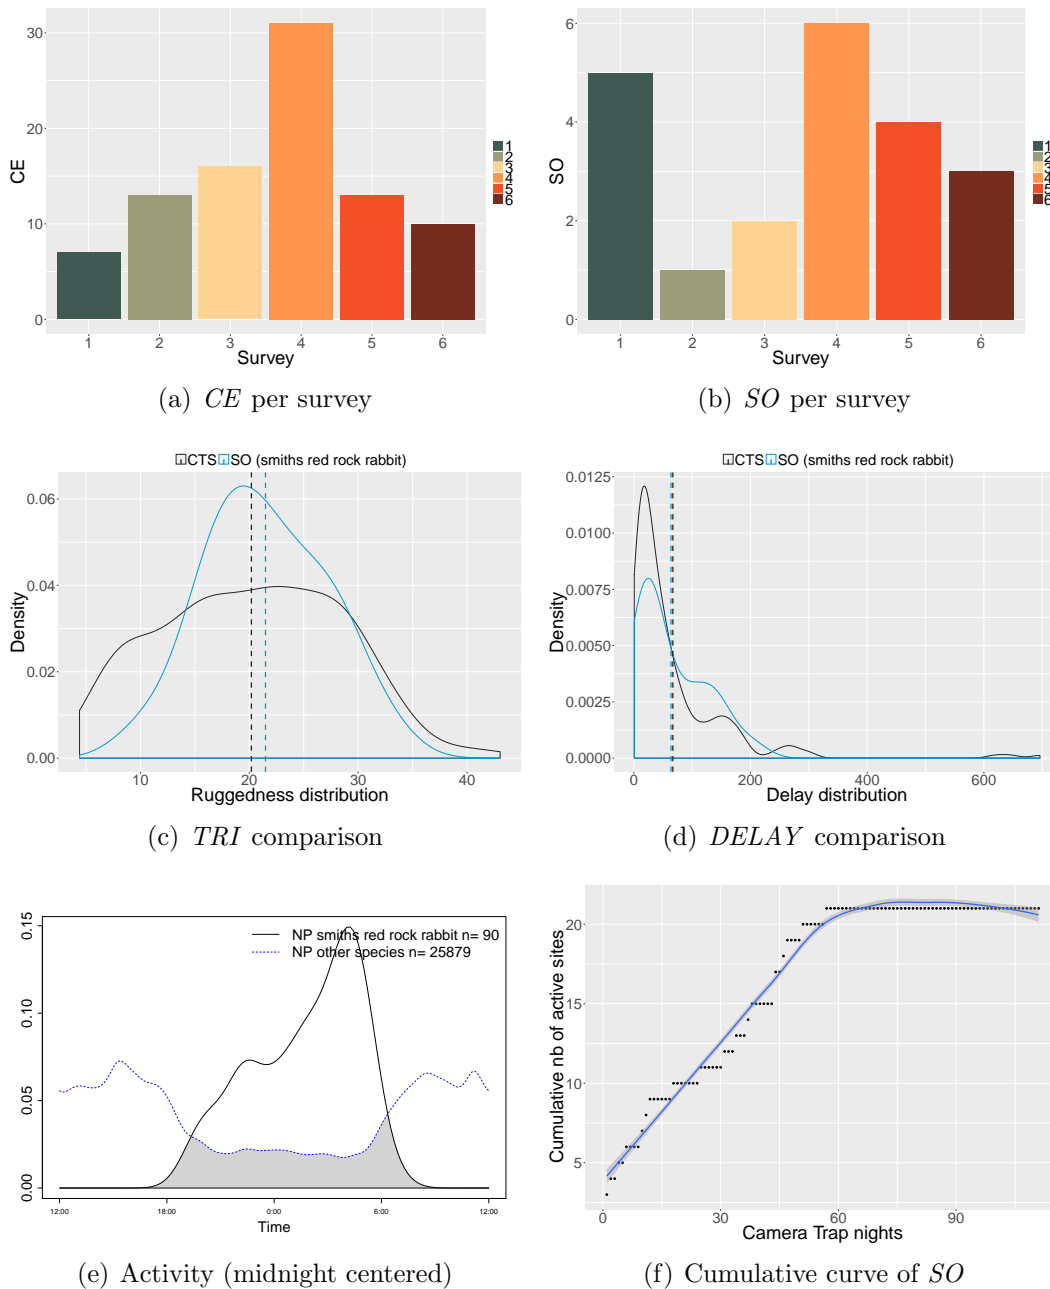 30
20
10
0
CE
1 2 3 4 5 6
Survey
1
2
3
4
5
6
(a) CE per survey
6
4
2
0
SO
1 2 3 4 5 6
Survey
1
2
3
4
5
6
(b) SO per survey
CTS SO (smiths red rock rabbit)
0.06
0.04
0.02
0.00
Density
10 20 30 40
Ruggedness distribution
(c) TRI comparison
CTS SO (smiths red rock rabbit)
0.0125
0.0100
0.0075
0.0050
0.0025
0.0000
Density
0 200 400 600
Delay distribution
(d) DELAY comparison
0.15
0.10
0.05
0.00
NP smiths red rock rabbit n= 90
NP other species n= 25879
12:00 18:00 0:00 6:00 12:00
Time
(e) Activity (midnight centered)
20
15
10
5
Cumulative nb of active sites
0 30 60 90
Camera Trap nights
(f) Cumulative curve of SO